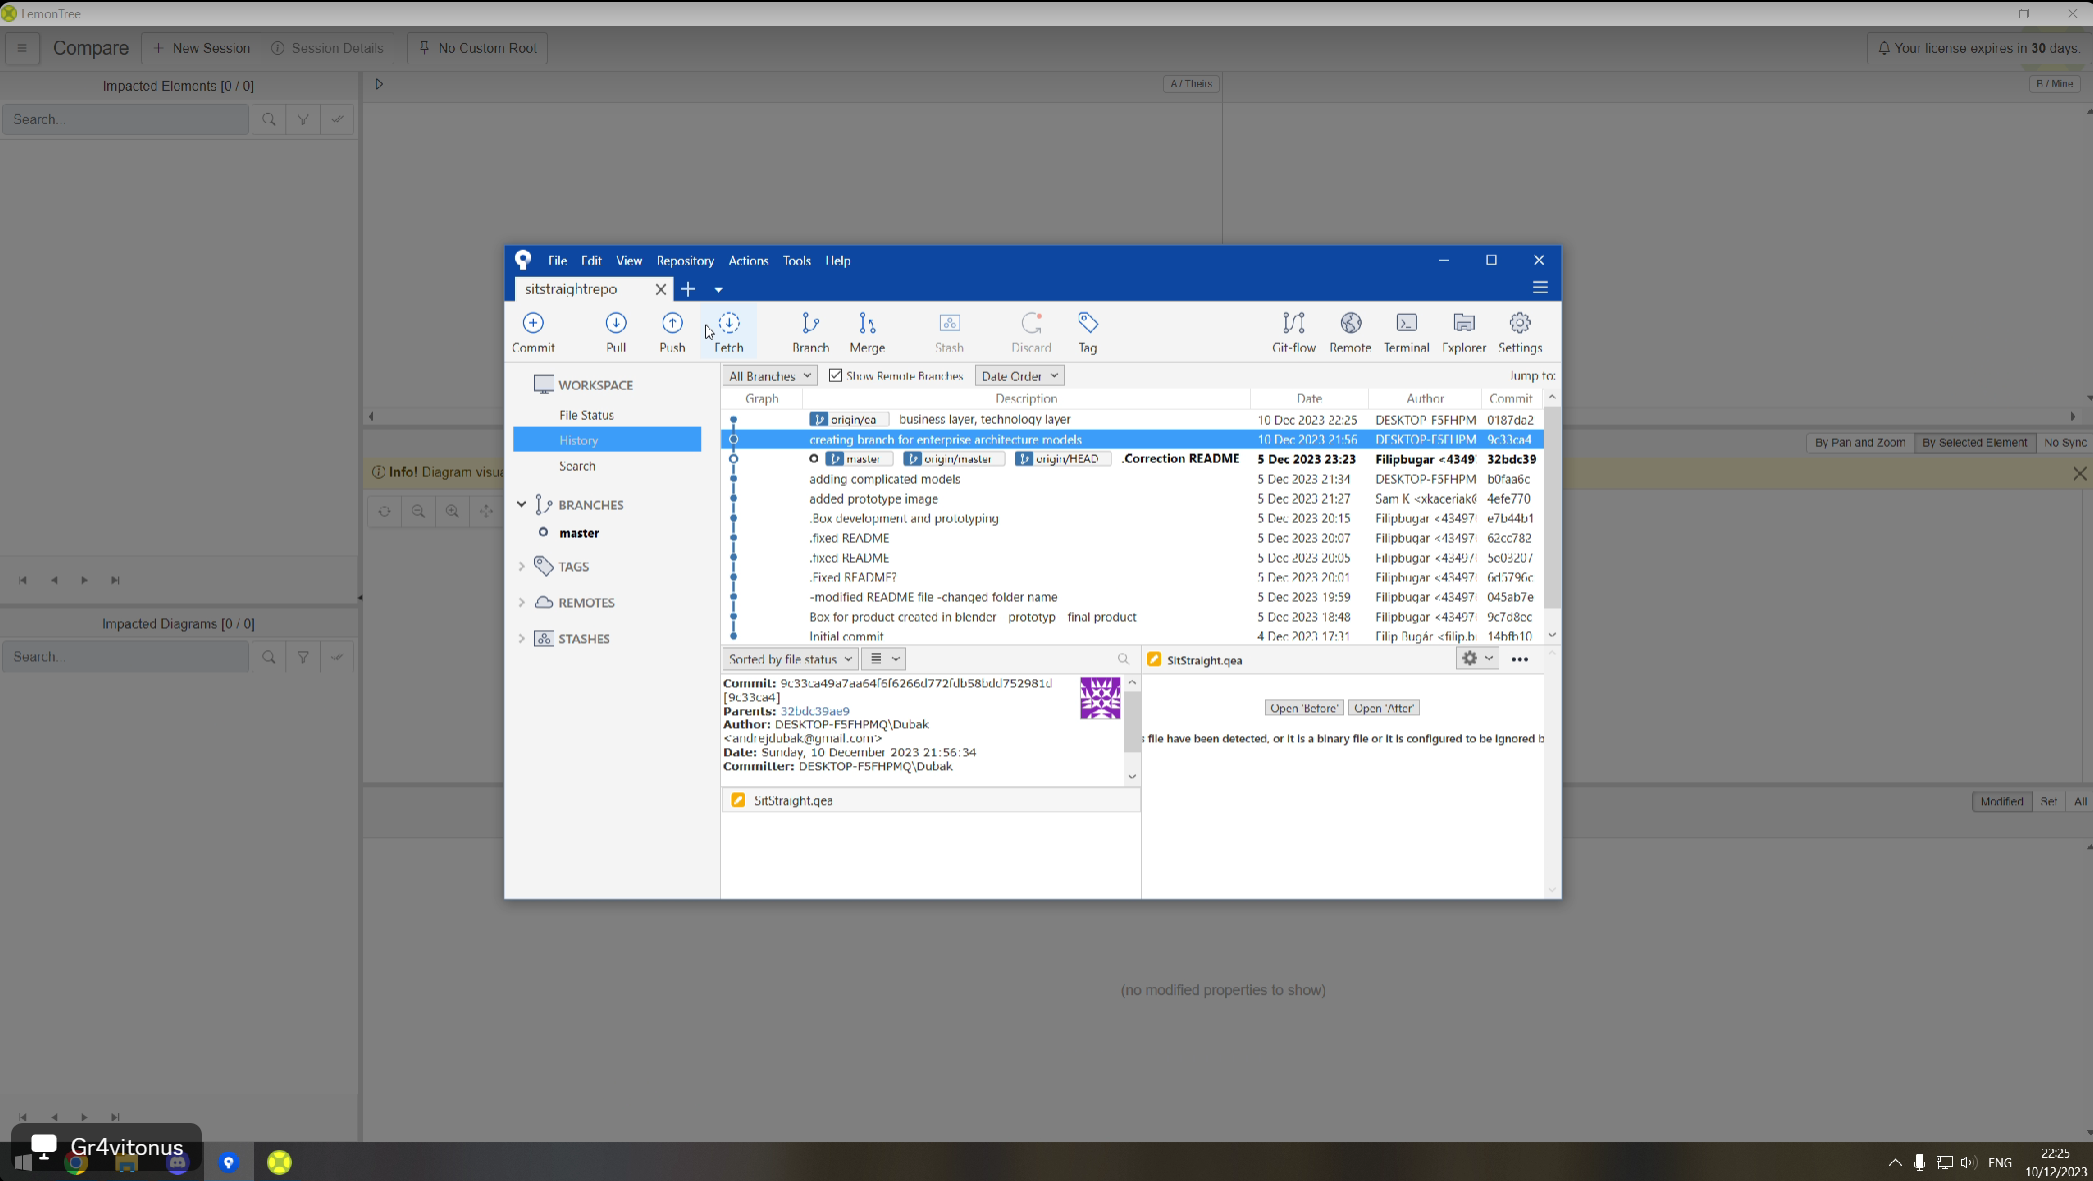 LemonTree
Compare
New Session
Session Details
No Custom Root
Your license expires in 30 days.
Impacted Elements [0 / 0]
A / Theirs
B / Mine
Search...
File Edit View Repository Actions Tools Help
sitstraightrepo
Commit Pull Push Fetch Branch Merge Stash Discard Tag Git-flow Remote Terminal Explorer Settings
WORKSPACE
File Status
History
Search
BRANCHES
master
TAGS
REMOTES
STASHES
All Branches Show Remote Branches Date Order Jump to:
Graph Description Date Author Commit
origin/ea business layer, technology layer 10 Dec 2023 22:25 DESKTOP-F5FHPM 0187da2
creating branch for enterprise architecture models 10 Dec 2023 21:56 DESKTOP-F5FHPM 9c33ca4
master origin/master origin/HEAD .Correction README 5 Dec 2023 23:23 Filipbugar <4349 32bdc39
adding complicated models 5 Dec 2023 21:34 DESKTOP-F5FHPM b0faa6c
added prototype image 5 Dec 2023 21:27 Sam K <xkaceriak 4efe770
.Box development and prototyping 5 Dec 2023 20:15 Filipbugar <43497 e7b44b1
.fixed README 5 Dec 2023 20:07 Filipbugar <43497 62cc782
.fixed README 5 Dec 2023 20:05 Filipbugar <43497 5e03207
.Fixed README? 5 Dec 2023 20:01 Filipbugar <43497 6d5796c
-modified README file -changed folder name 5 Dec 2023 19:59 Filipbugar <43497 045ab7e
Box for product created in blender prototyp final product 5 Dec 2023 18:48 Filipbugar <43497 9c7d8ec
Initial commit 4 Dec 2023 17:31 Filip Bugár <filip.b 14bfb10
Info! Diagram visua
By Pan and Zoom By Selected Element No Sync
Sorted by file status
SitStraight.qea
Commit: 9c33ca49a7aa64f6f6266d772fdb58bdd752981d
[9c33ca4]
Parents: 32bdc39ae9
Author: DESKTOP-F5FHPMQ\Dubak
<andrejdubak@gmail.com>
Date: Sunday, 10 December 2023 21:56:34
Committer: DESKTOP-F5FHPMQ\Dubak
SitStraight.qea
Open 'Before' Open 'After'
file have been detected, or it is a binary file or it is configured to be ignored b
Impacted Diagrams [0 / 0]
Search...
Modified Set All
(no modified properties to show)
Gr4vitonus
ENG
22:25
10/12/2023